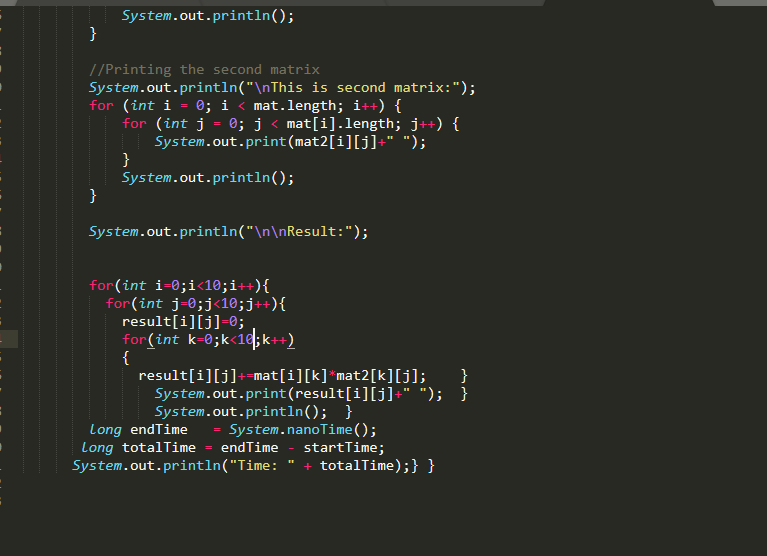 System.out.println();
}
//Printing the second matrix
System.out.println("\nThis is second matrix:");
for (int i = 0; i < mat.length; i++) {
for (int j = 0; j < mat[i].length; j++) {
System.out.print(mat2[i][j]+" ");
}
System.out.println();
}
System.out.println("\n\nResult:");
for(int i=0;i<10;i++){
for(int j=0;j<10;j++){
result[i][j]=0;
for(int k=0;k<10;k++)
{
result[i][j]+=mat[i][k]*mat2[k][j];    }
System.out.print(result[i][j]+" ");  }
System.out.println();  }
long endTime   = System.nanoTime();
long totalTime = endTime - startTime;
System.out.println("Time: " + totalTime);} }